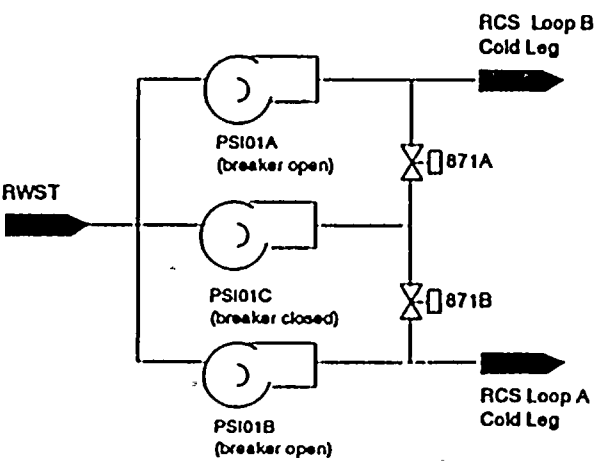 RCS Loop B
Cold Leg
PSI01A
(breaker open)
871A
RWST
PSI01C
(breaker closed)
871B
RCS Loop A
Cold Leg
PSI01B
(breaker open)